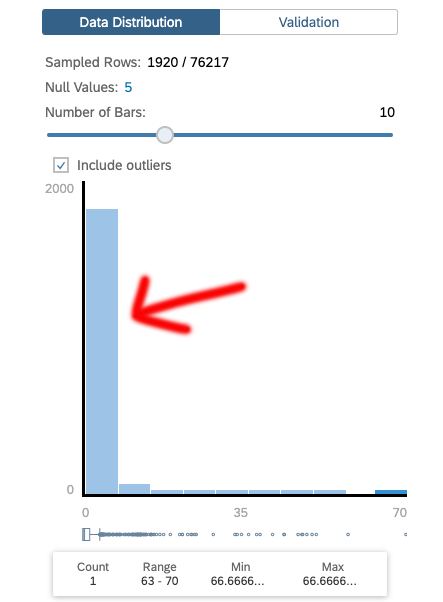 Data Distribution Validation
Sampled Rows: 1920 / 76217
Null Values: 5
Number of Bars: 10
Include outliers
2000
0
0 35 70
Count Range Min Max
1 63 - 70 66.6666... 66.6666...